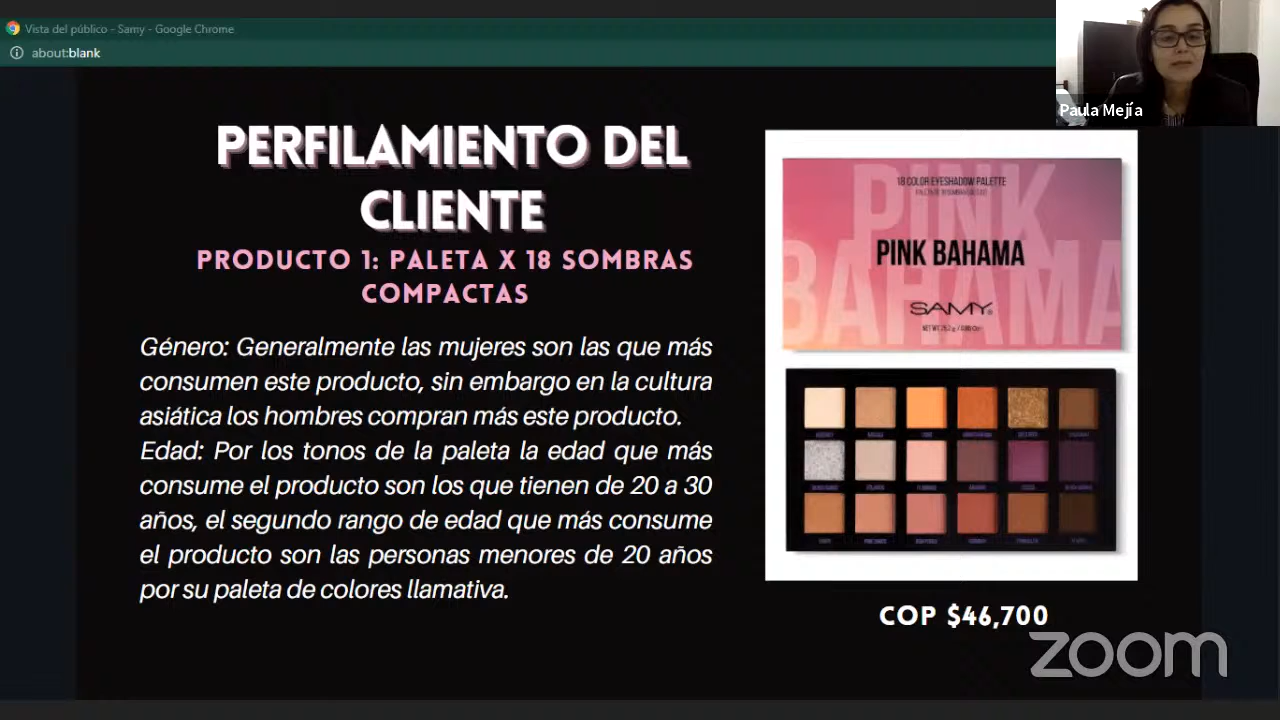 Vista del público - Samy - Google Chrome
about:blank
Paula Mejía
PERFILAMIENTO DEL
CLIENTE
PRODUCTO 1: PALETA X 18 SOMBRAS
COMPACTAS
Género: Generalmente las mujeres son las que más
consumen este producto, sin embargo en la cultura
asiática los hombres compran más este producto.
Edad: Por los tonos de la paleta la edad que más
consume el producto son los que tienen de 20 a 30
años, el segundo rango de edad que más consume
el producto son las personas menores de 20 años
por su paleta de colores llamativa.
18 COLOR EYESHADOW PALETTE
PINK
BAHAMA
PINK BAHAMA
SAMY
COP $46,700
zoom